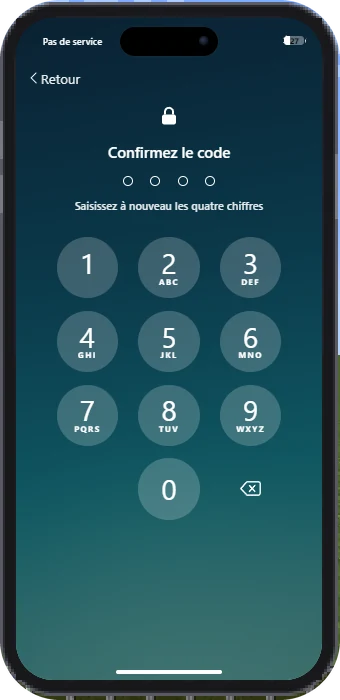 Pas de service
Retour
Confirmez le code
Saisissez à nouveau les quatre chiffres
1
2
ABC
3
DEF
4
GHI
5
JKL
6
MNO
7
PQRS
8
TUV
9
WXYZ
0